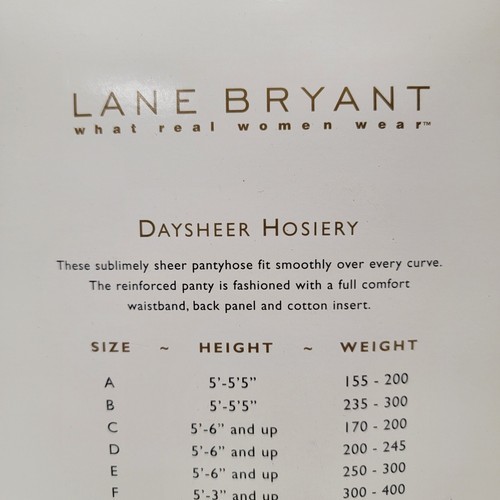 LANE BRYANT
what real women wear™
DAYSHEER HOSIERY
These sublimely sheer pantyhose fit smoothly over every curve.
The reinforced panty is fashioned with a full comfort
waistband, back panel and cotton insert.
SIZE ~ HEIGHT ~ WEIGHT
A 5'-5'5" 155 - 200
B 5'-5'5" 235 - 300
C 5'-6" and up 170 - 200
D 5'-6" and up 200 - 245
E 5'-6" and up 250 - 300
F 5'-3" and up 300 - 400